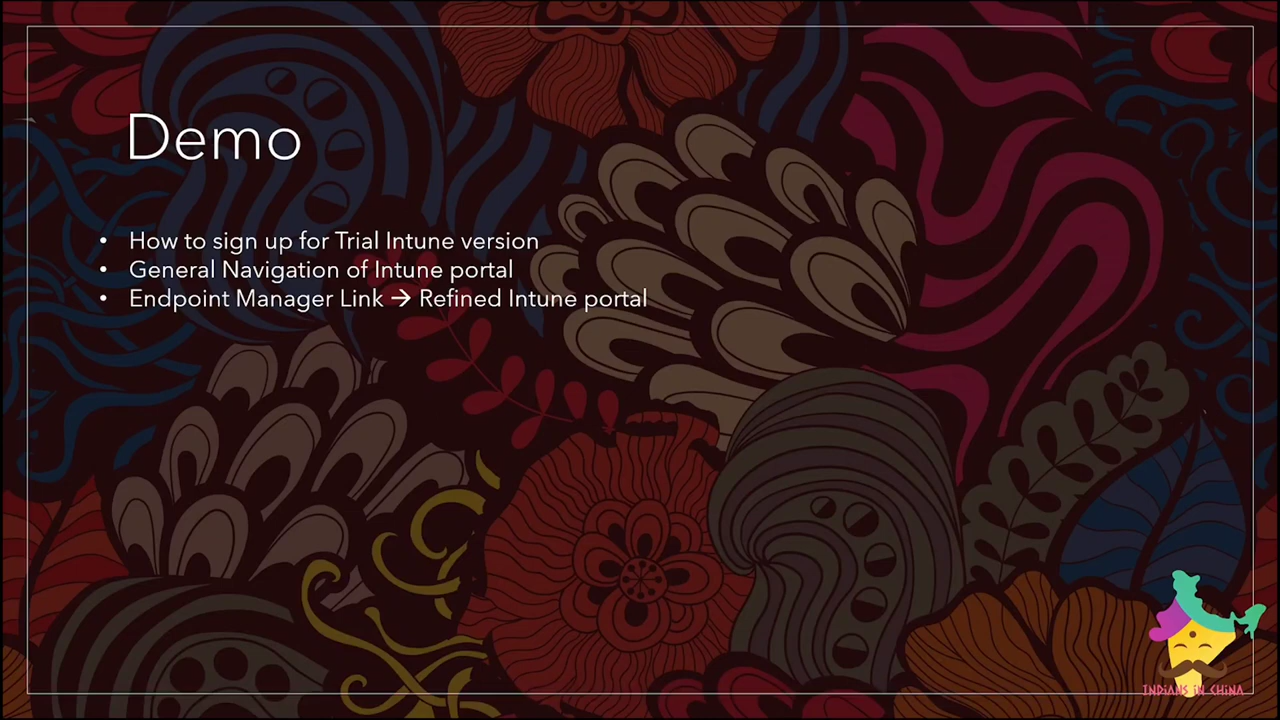 Demo
• How to sign up for Trial Intune version
• General Navigation of Intune portal
• Endpoint Manager Link → Refined Intune portal
INDIANS IN CHINA